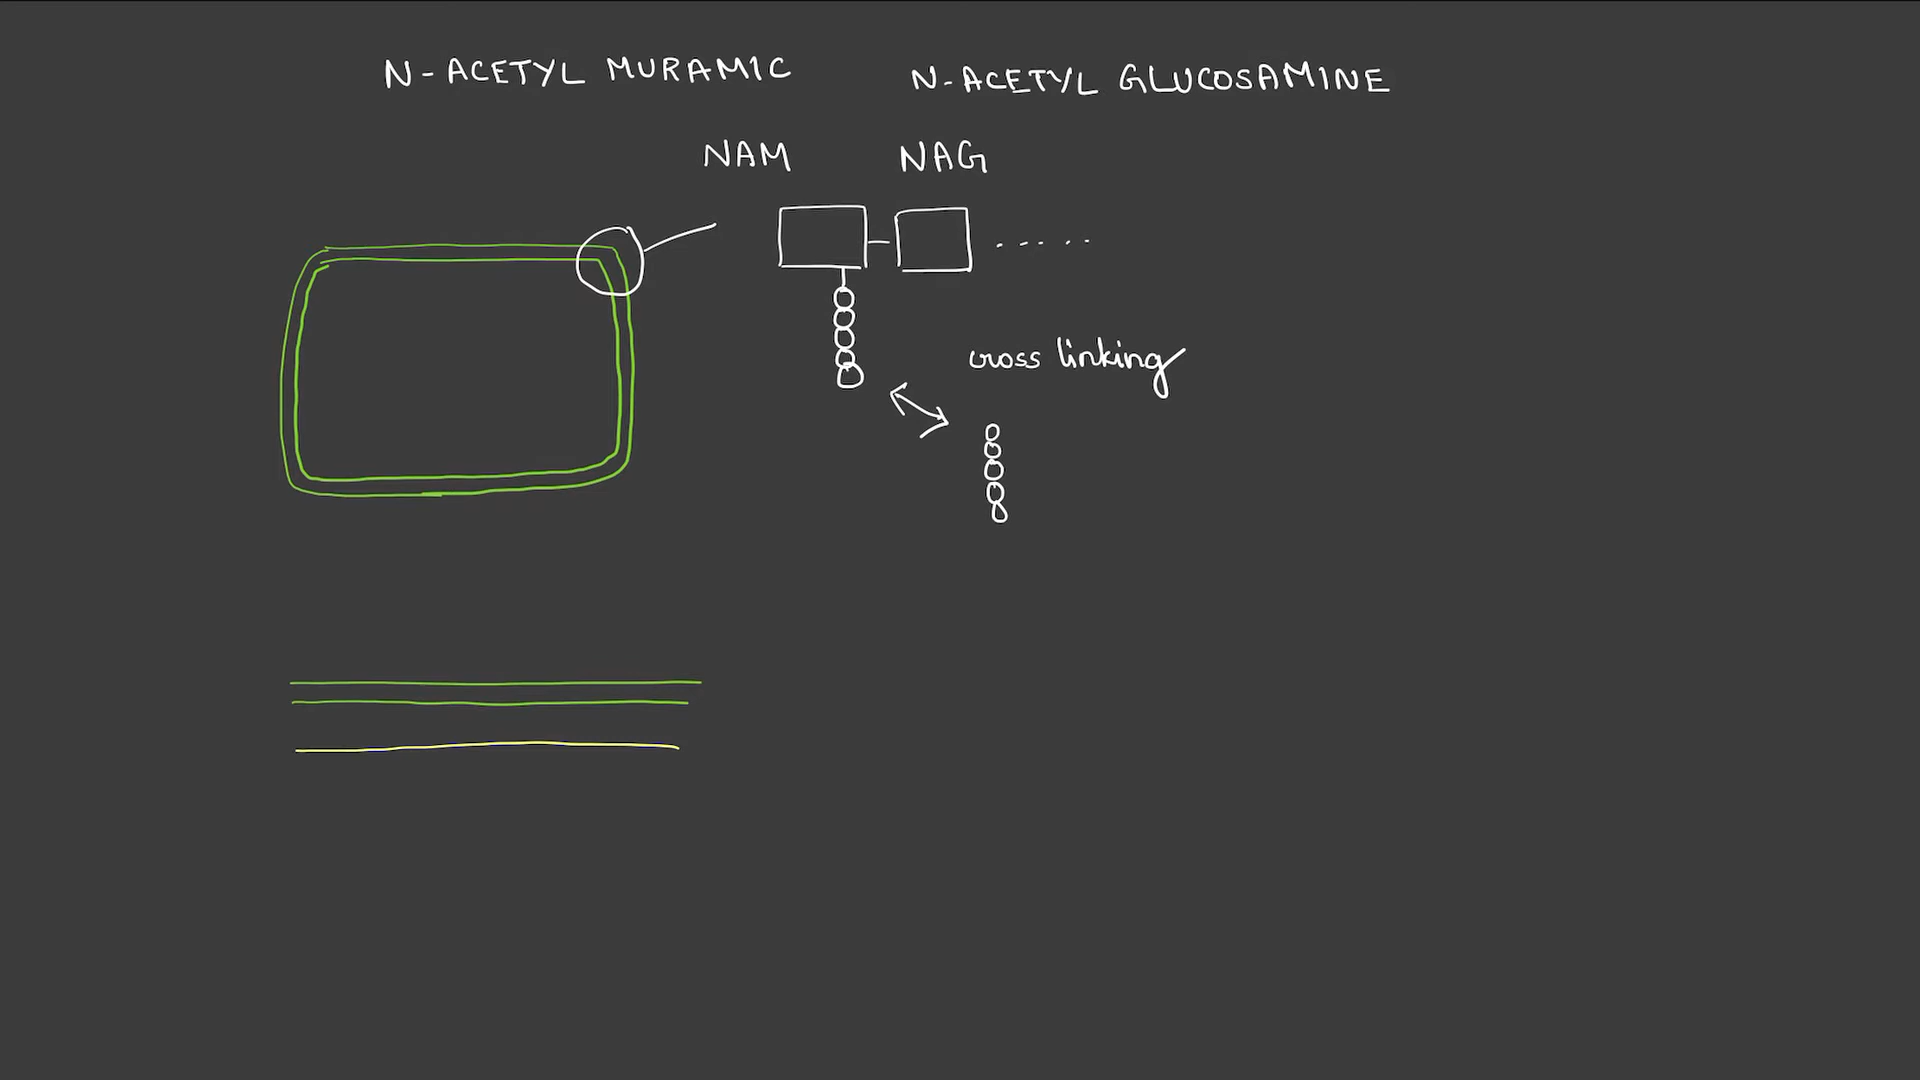 N-ACETYL MURAMIC
N-ACETYL GLUCOSAMINE
NAM
NAG
cross linking